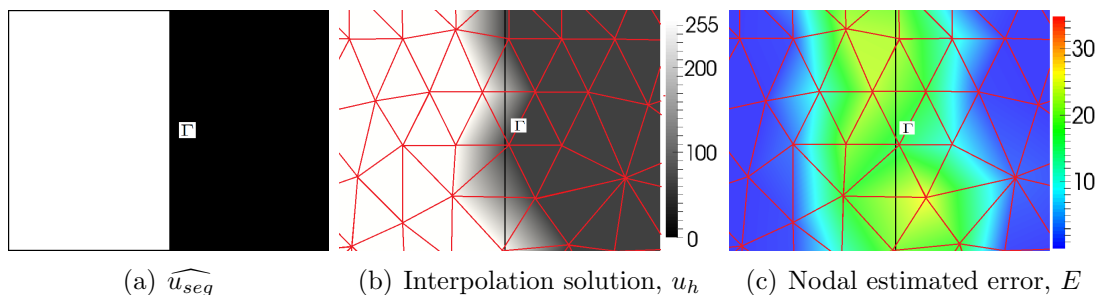 Γ
Γ
255
200
100
0
Γ
30
20
10
(a) $\widehat{u_{seg}}$
(b) Interpolation solution, $u_h$
(c) Nodal estimated error, $E$